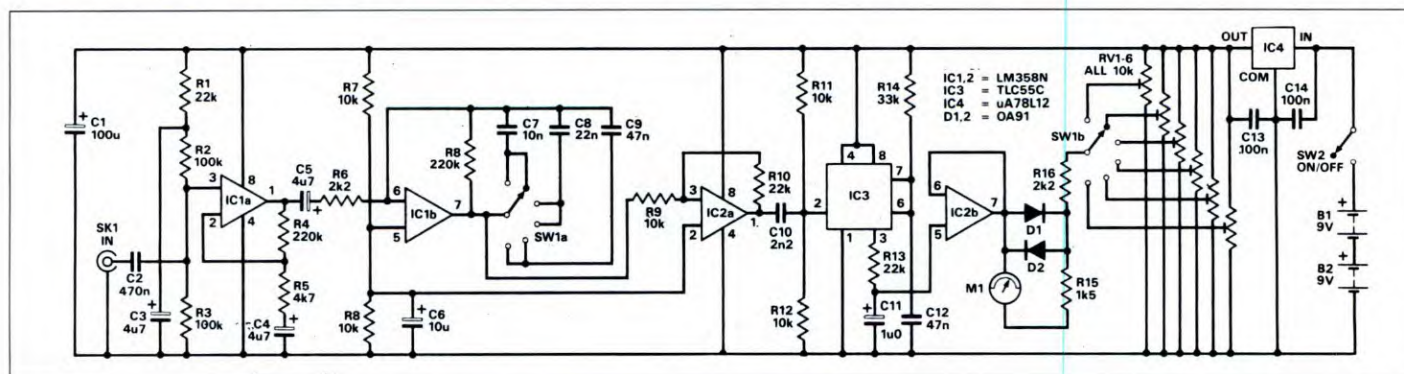 C1
100u
R1
22k
R2
100k
SK1
IN
C2
470n
C3
4u7
R3
100k
3
2
8
1
4
IC1a
R4
220k
R5
4k7
C4
4u7
C5
4u7
R6
2k2
R7
10k
R8
10k
C6
10u
6
5
7
IC1b
R8
220k
C7
10n
C8
22n
C9
47n
SW1a
R9
10k
3
2
8
1
4
IC2a
R10
22k
C10
2n2
R11
10k
R12
10k
4
8
2
7
6
1
3
IC3
R13
22k
C11
1u0
R14
33k
C12
47n
6
5
7
IC2b
D1
D2
M1
R15
1k5
R16
2k2
IC1,2 = LM358N
IC3 = TLC55C
IC4 = uA78L12
D1,2 = OA91
SW1b
RV1-6
ALL 10k
OUT
IC4
IN
COM
C13
100n
C14
100n
SW2
ON/OFF
B1
9V
B2
9V